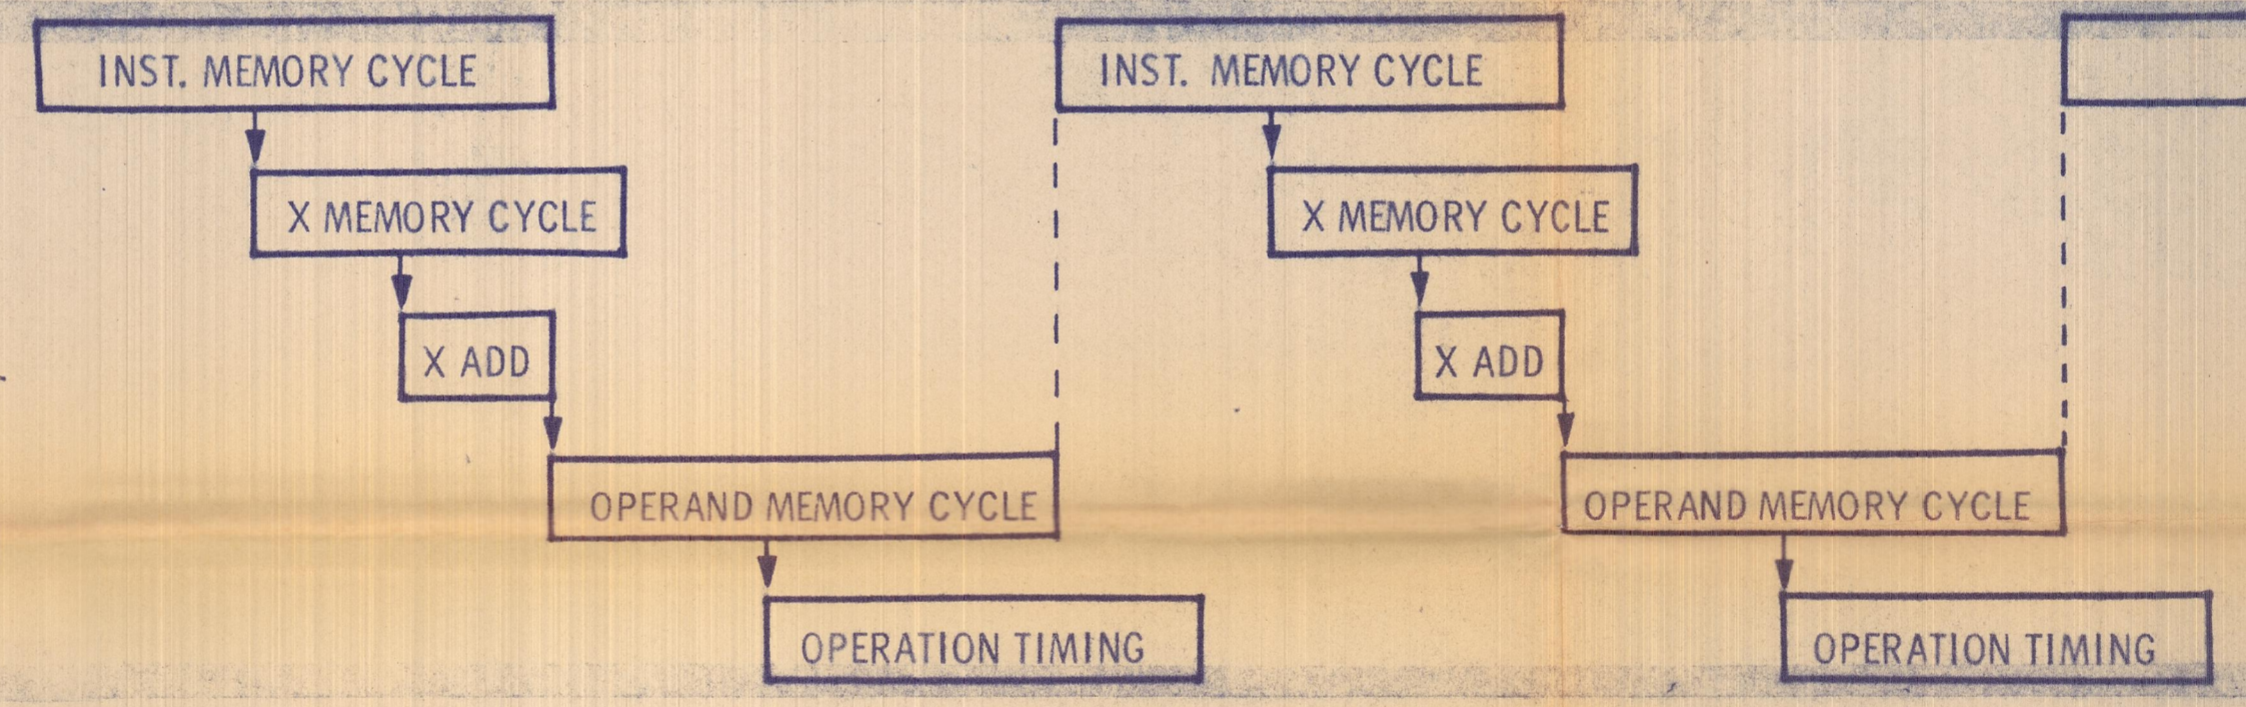 INST. MEMORY CYCLE
INST. MEMORY CYCLE
X MEMORY CYCLE
X MEMORY CYCLE
X ADD
X ADD
OPERAND MEMORY CYCLE
OPERAND MEMORY CYCLE
OPERATION TIMING
OPERATION TIMING